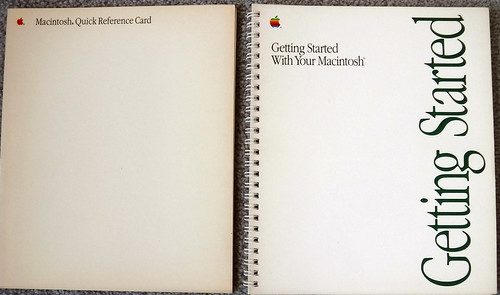 Macintosh. Quick Reference Card
Getting Started
With Your Macintosh®
Getting Started